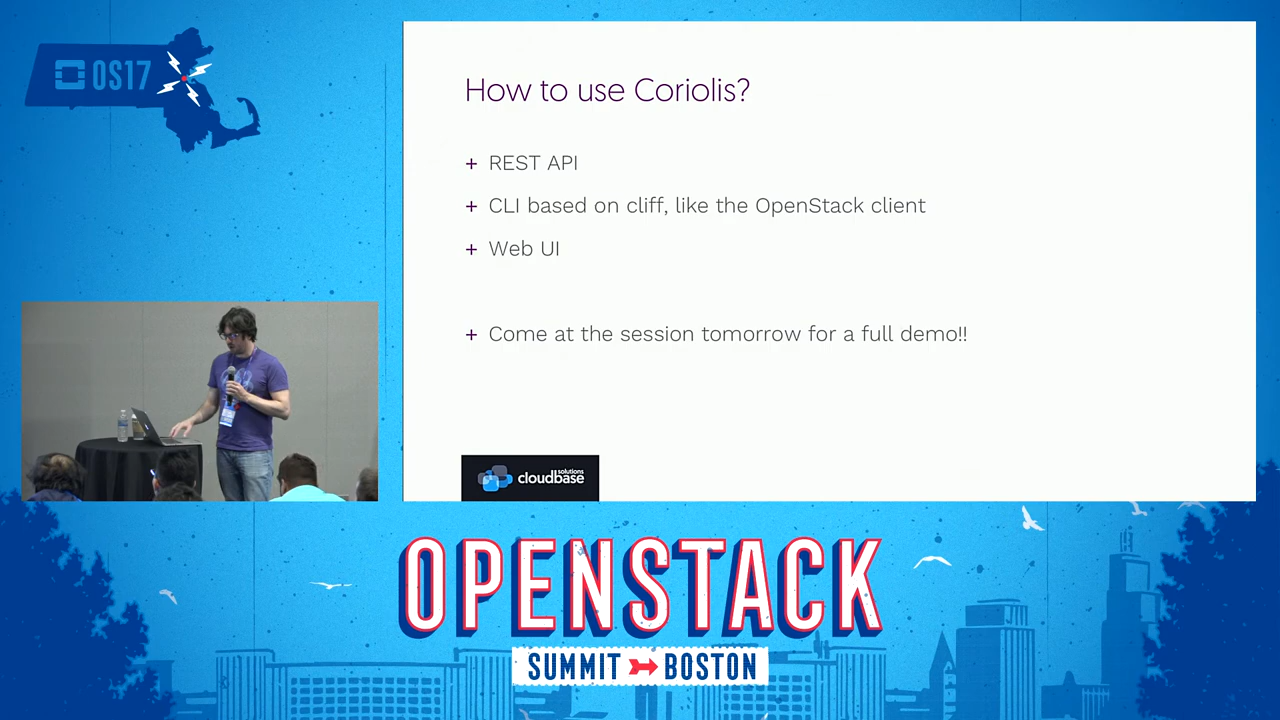 OS17
How to use Coriolis?
+ REST API
+ CLI based on cliff, like the OpenStack client
+ Web UI
+ Come at the session tomorrow for a full demo!!
cloudbase
solutions
OPENSTACK
SUMMIT BOSTON